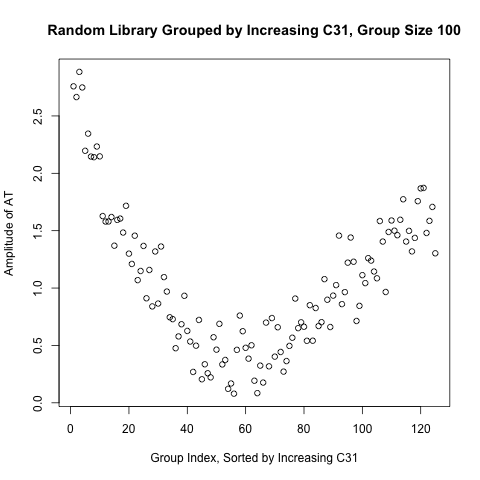 Random Library Grouped by Increasing C31, Group Size 100
Amplitude of AT
2.5
2.0
1.5
1.0
0.5
0.0
0 20 40 60 80 100 120
Group Index, Sorted by Increasing C31